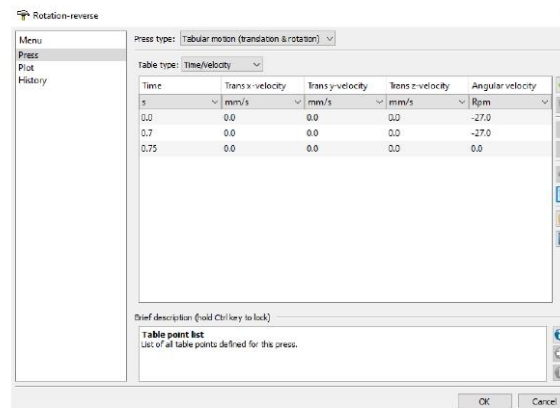 Rotation-reverse
Menu
Press
Plot
History
Press type: Tabular motion (translation & rotation)
Table type: Time/Velocity
Time Trans x-velocity Trans y-velocity Trans z-velocity Angular velocity
s mm/s mm/s mm/s Rpm
0.0 0.0 0.0 0.0 -27.0
0.7 0.0 0.0 0.0 -27.0
0.75 0.0 0.0 0.0 0.0
Brief description (hold Ctrl key to lock)
Table point list
List of all table points defined for this press.
OK Cancel